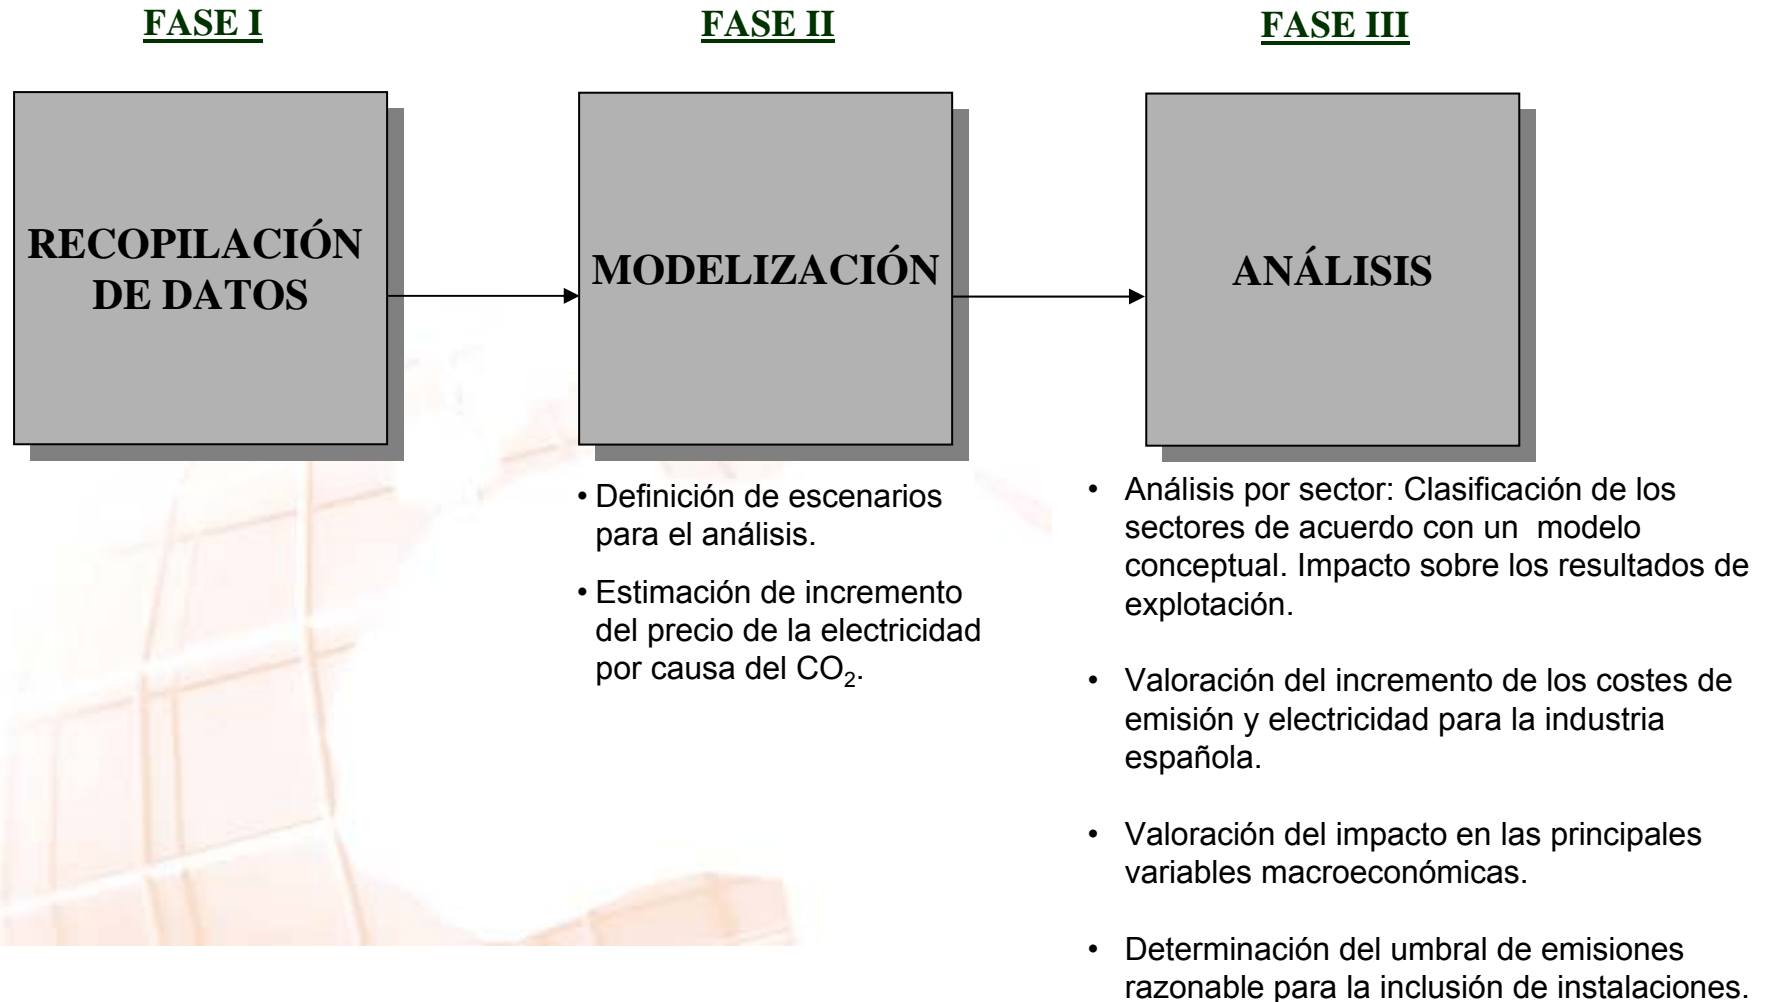 FASE I
FASE II
FASE III
RECOPILACIÓN
DE DATOS
MODELIZACIÓN
ANÁLISIS
• Definición de escenarios
para el análisis.
• Estimación de incremento
del precio de la electricidad
por causa del CO₂.
• Análisis por sector: Clasificación de los
sectores de acuerdo con un modelo
conceptual. Impacto sobre los resultados de
explotación.
• Valoración del incremento de los costes de
emisión y electricidad para la industria
española.
• Valoración del impacto en las principales
variables macroeconómicas.
• Determinación del umbral de emisiones
razonable para la inclusión de instalaciones.